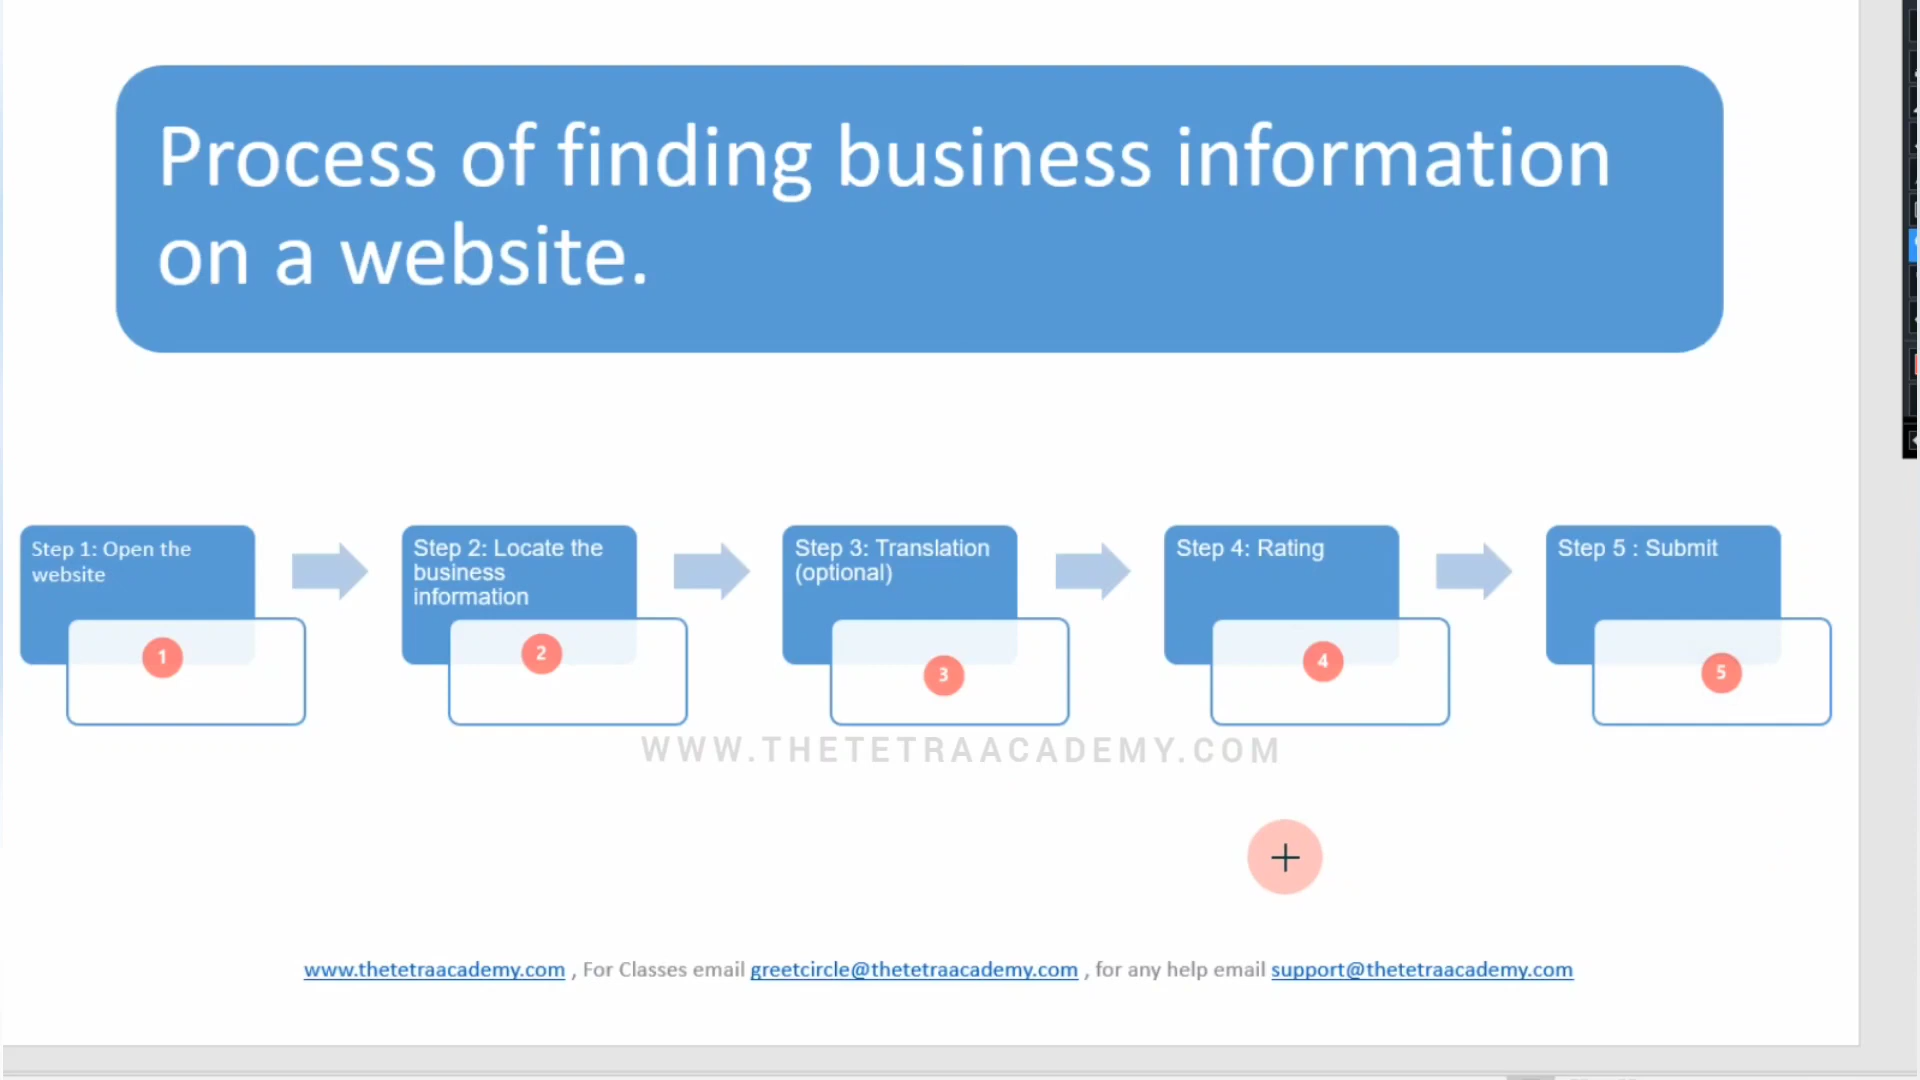 Process of finding business information
on a website.
Step 1: Open the
website
1
Step 2: Locate the
business
information
2
Step 3: Translation
(optional)
3
Step 4: Rating
4
Step 5 : Submit
5
WWW.THETETRAACADEMY.COM
www.thetetraacademy.com , For Classes email greetcircle@thetetraacademy.com , for any help email support@thetetraacademy.com